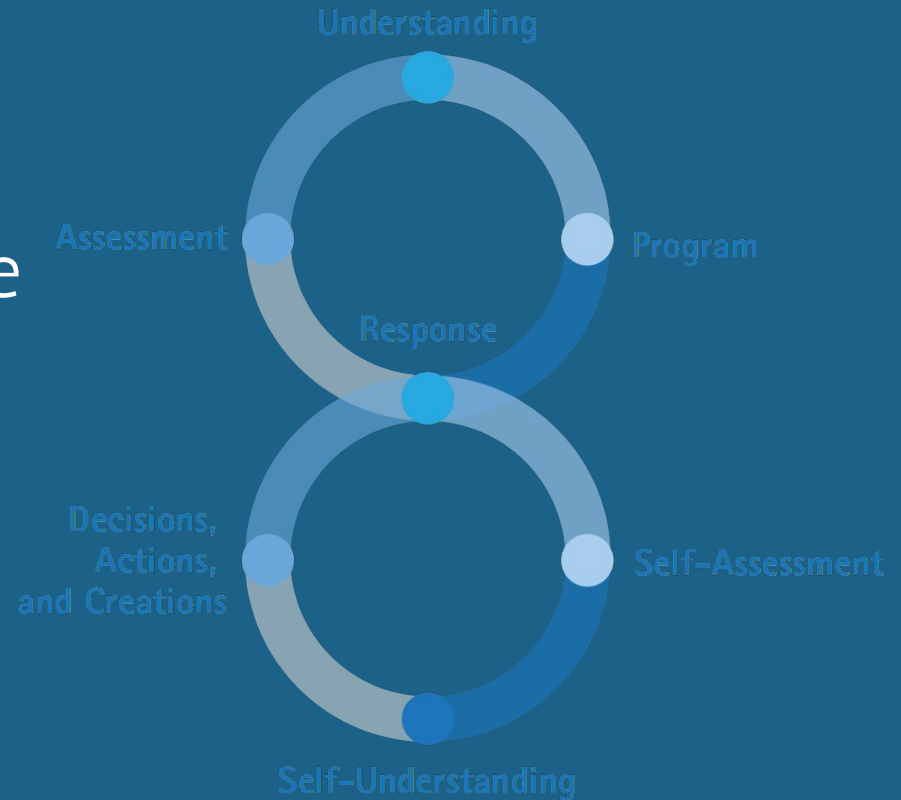 Understanding
Assessment
Program
e
Response
Decisions,
Actions,
and Creations
Self-Assessment
Self-Understanding